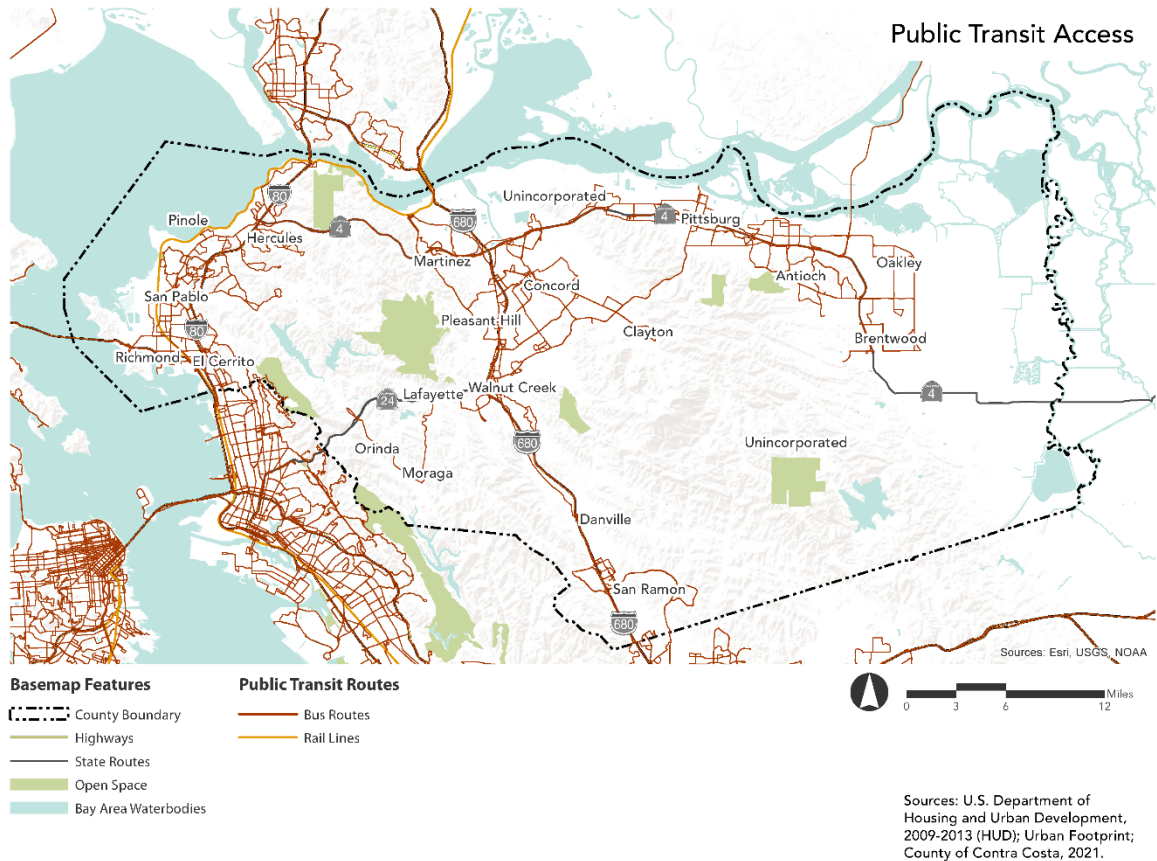 Public Transit Access
80
Unincorporated
Pinole
680
4
Pittsburg
Hercules
4
Martinez
Oakley
Antioch
Concord
San Pablo
Pleasant Hill
80
Clayton
Brentwood
Richmond
El Cerrito
Walnut Creek
24
Lafayette
4
680
Unincorporated
Orinda
Moraga
Danville
San Ramon
680
Sources: Esri, USGS, NOAA
Basemap Features
County Boundary
Highways
State Routes
Open Space
Bay Area Waterbodies
Public Transit Routes
Bus Routes
Rail Lines
Miles
0 3 6 12
Sources: U.S. Department of
Housing and Urban Development,
2009-2013 (HUD); Urban Footprint;
County of Contra Costa, 2021.